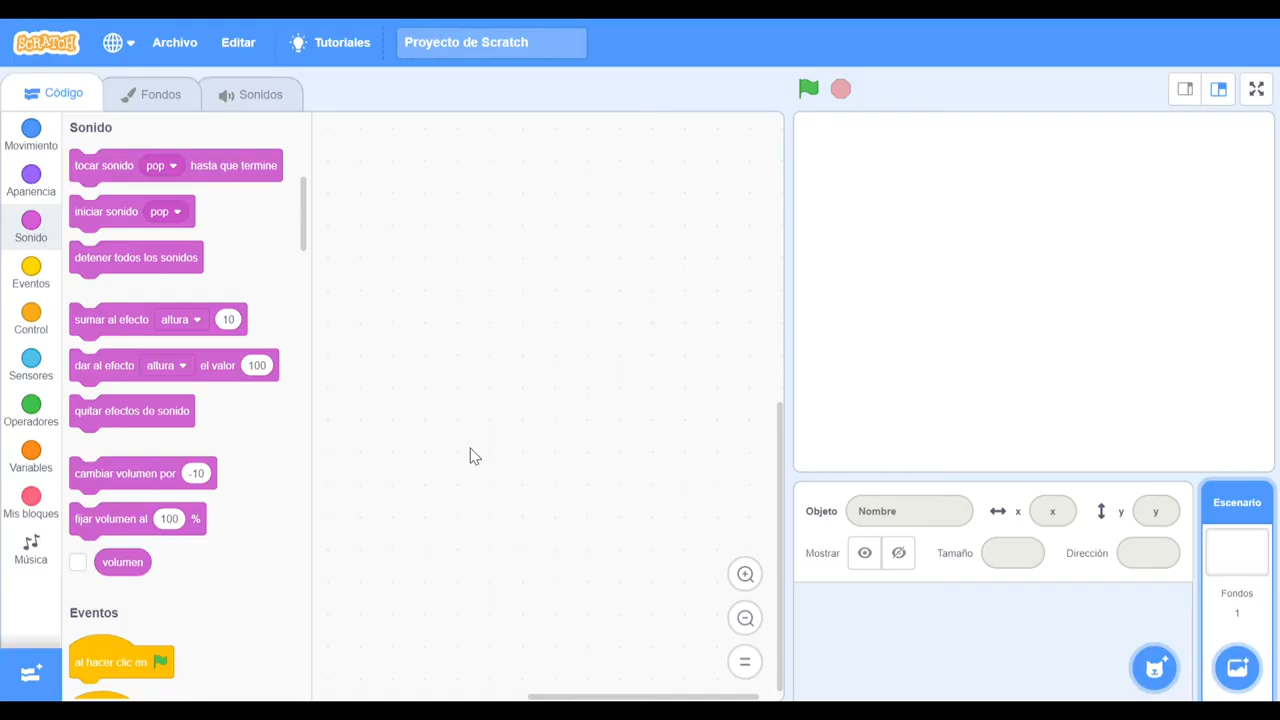 SCRATCH
Archivo
Editar
Tutoriales
Proyecto de Scratch
Código
Fondos
Sonidos
Movimiento
Apariencia
Sonido
Eventos
Control
Sensores
Operadores
Variables
Mis bloques
Música
Sonido
tocar sonido pop hasta que termine
iniciar sonido pop
detener todos los sonidos
sumar al efecto altura 10
dar al efecto altura el valor 100
quitar efectos de sonido
cambiar volumen por -10
fijar volumen al 100 %
volumen
Eventos
al hacer clic en
Objeto
Nombre
x
x
y
y
Mostrar
Tamaño
Dirección
Escenario
Fondos
1